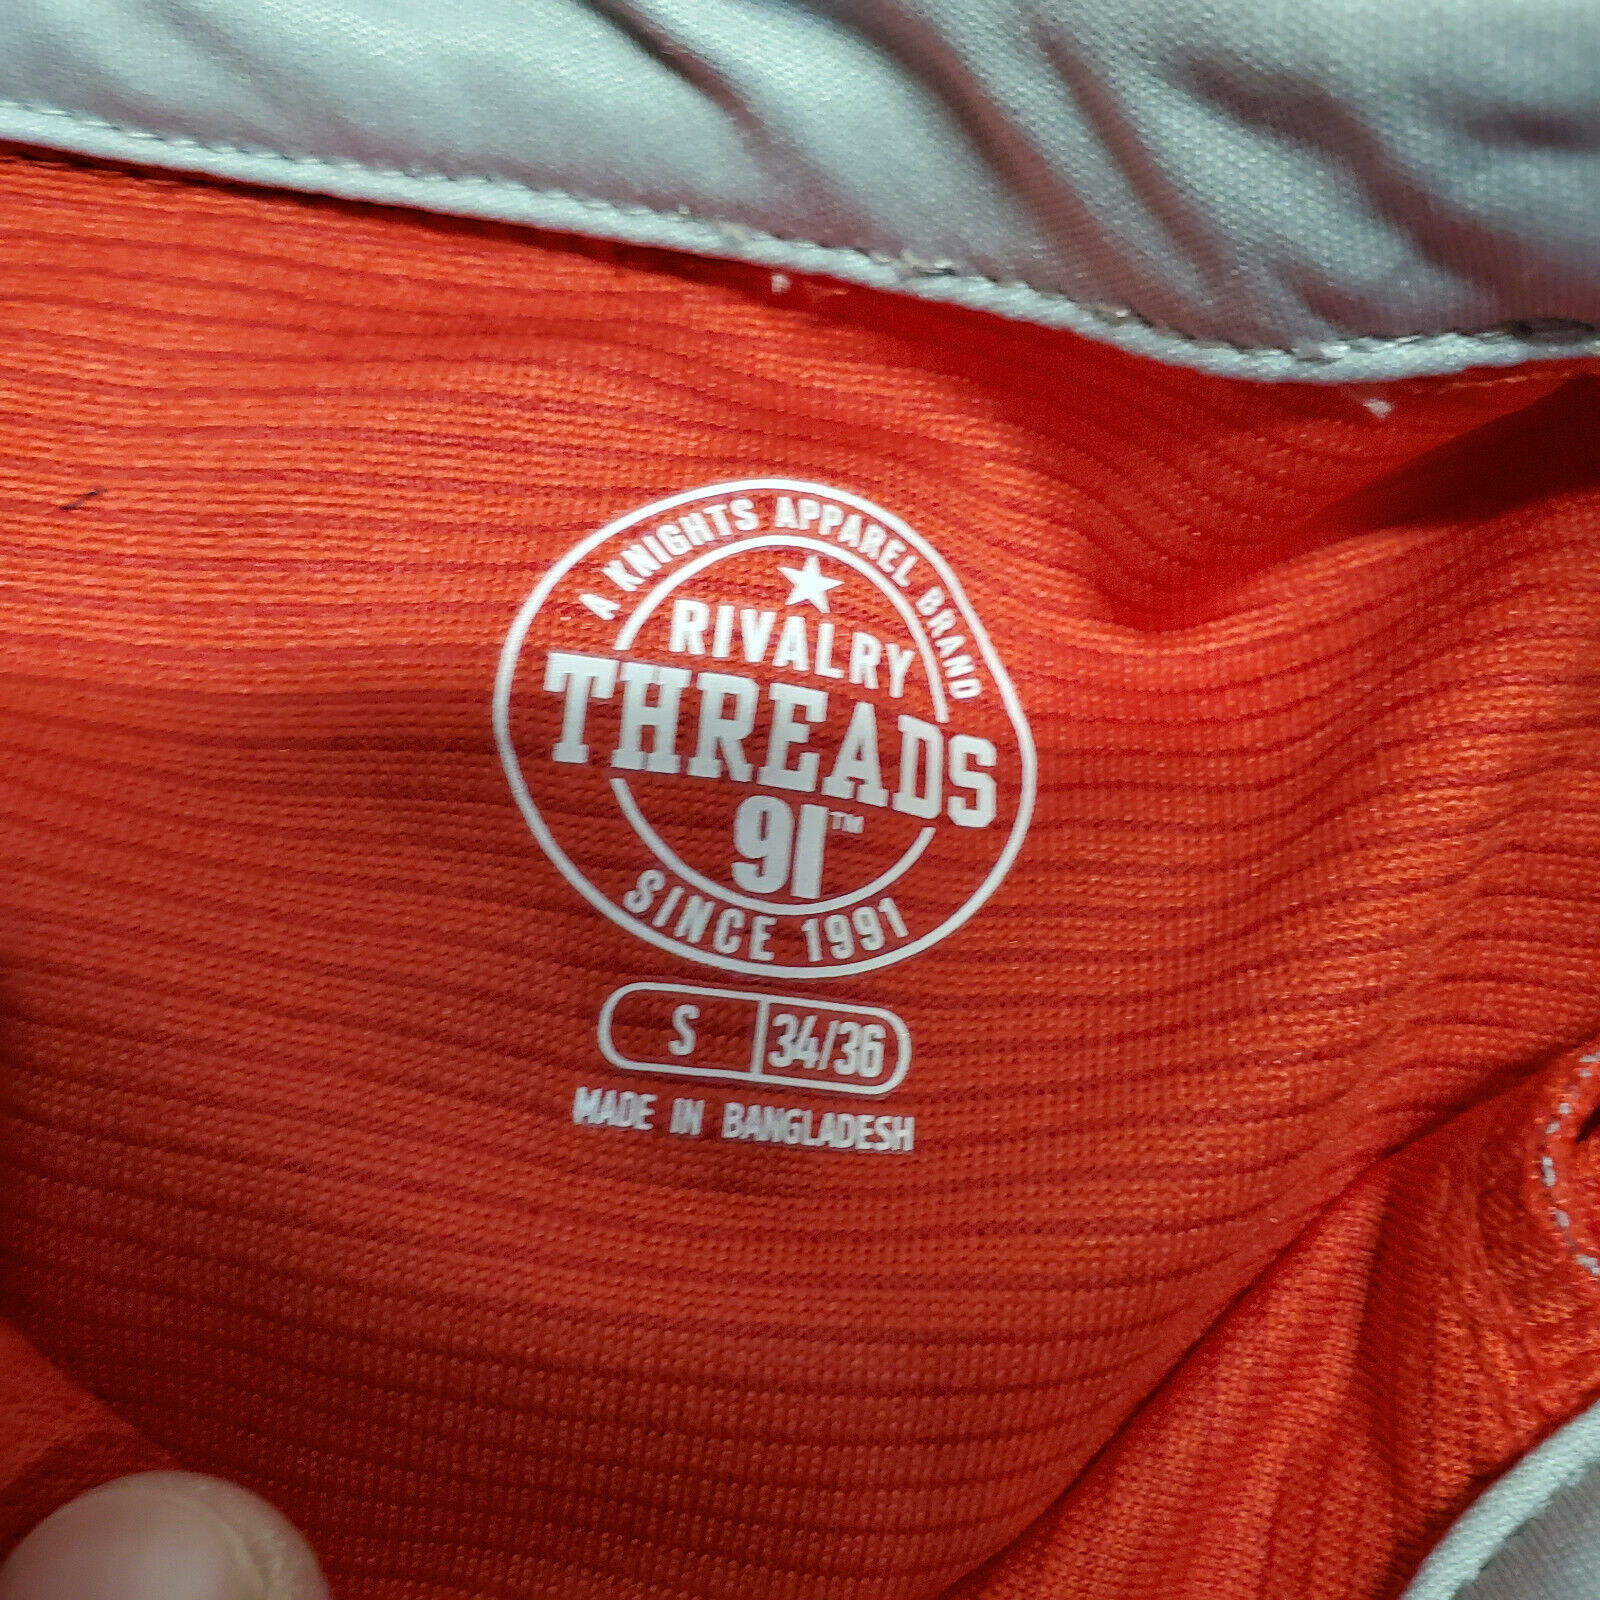 A KNIGHTS APPAREL BRAND
RIVALRY
THREADS
91™
SINCE 1991
S 34/36
MADE IN BANGLADESH